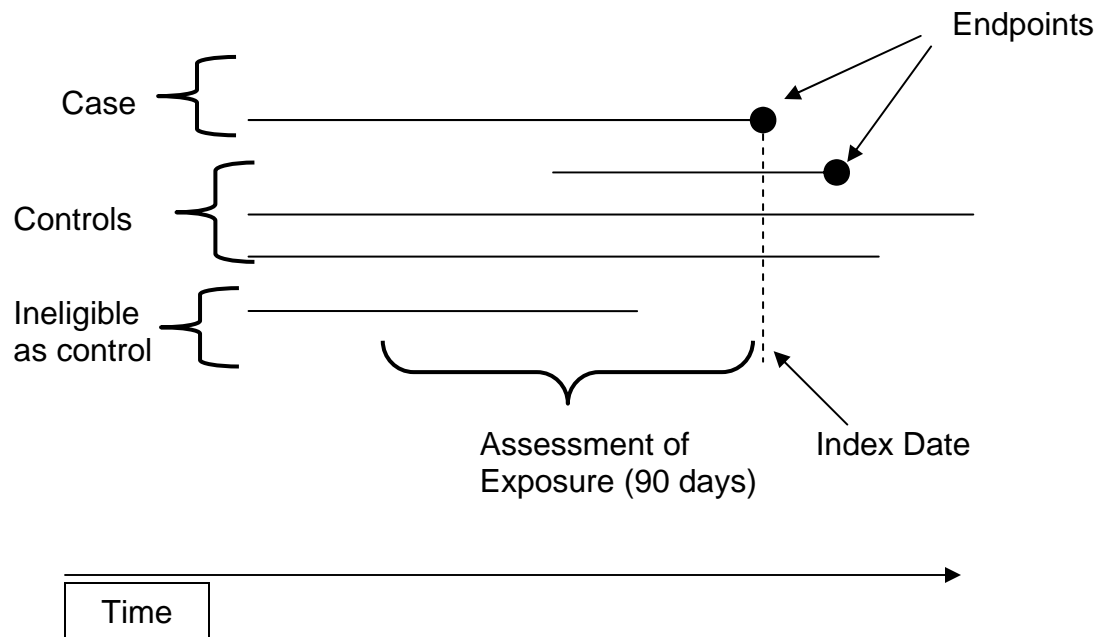 Endpoints
Case
Controls
Ineligible
as control
Assessment of
Exposure (90 days)
Index Date
Time